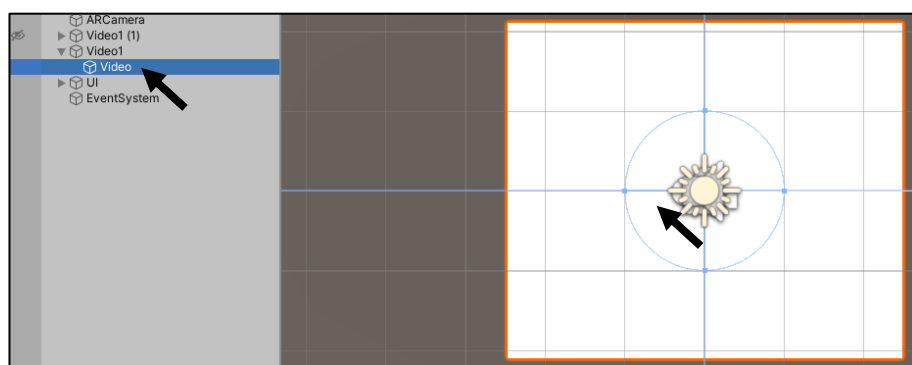 ARCamera
Video1 (1)
Video1
Video
UI
EventSystem